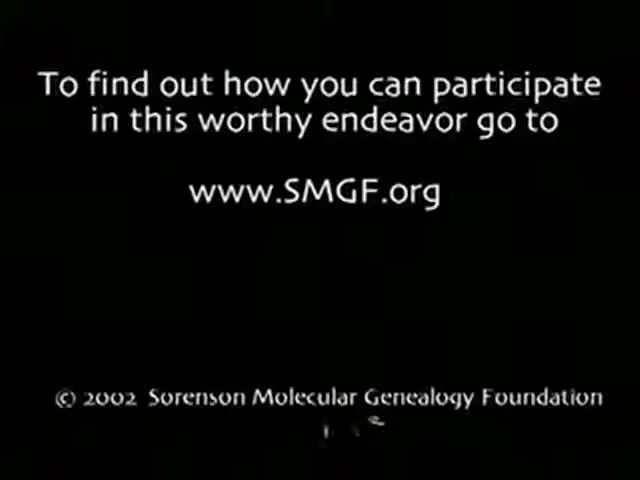 To find out how you can participate
in this worthy endeavor go to
www.SMGF.org
© 2002 Sorenson Molecular Genealogy Foundation